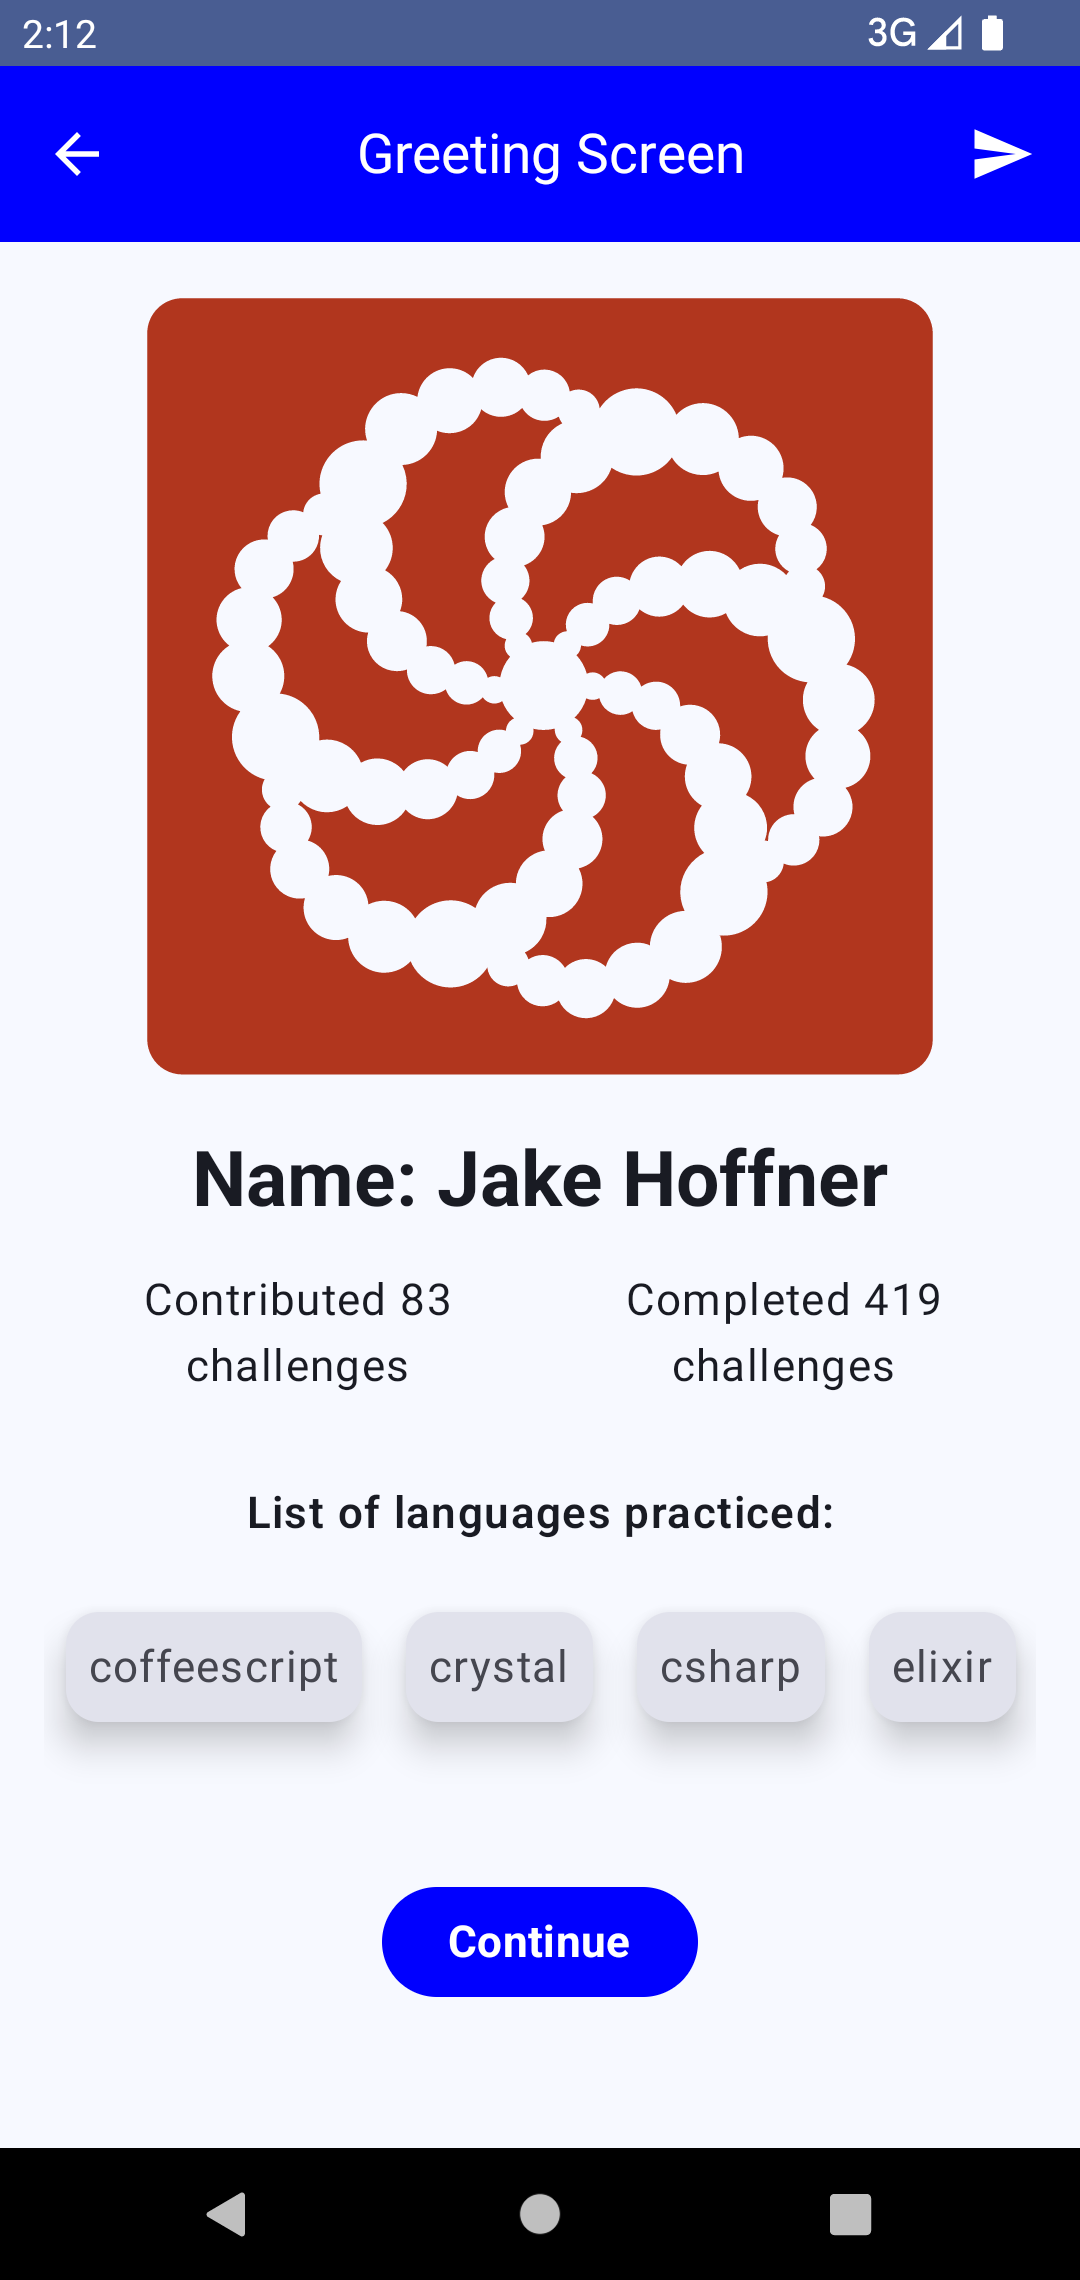 2:12 3G
Greeting Screen
Name: Jake Hoffner
Contributed 83
challenges
Completed 419
challenges
List of languages practiced:
coffeescript crystal csharp elixir
Continue